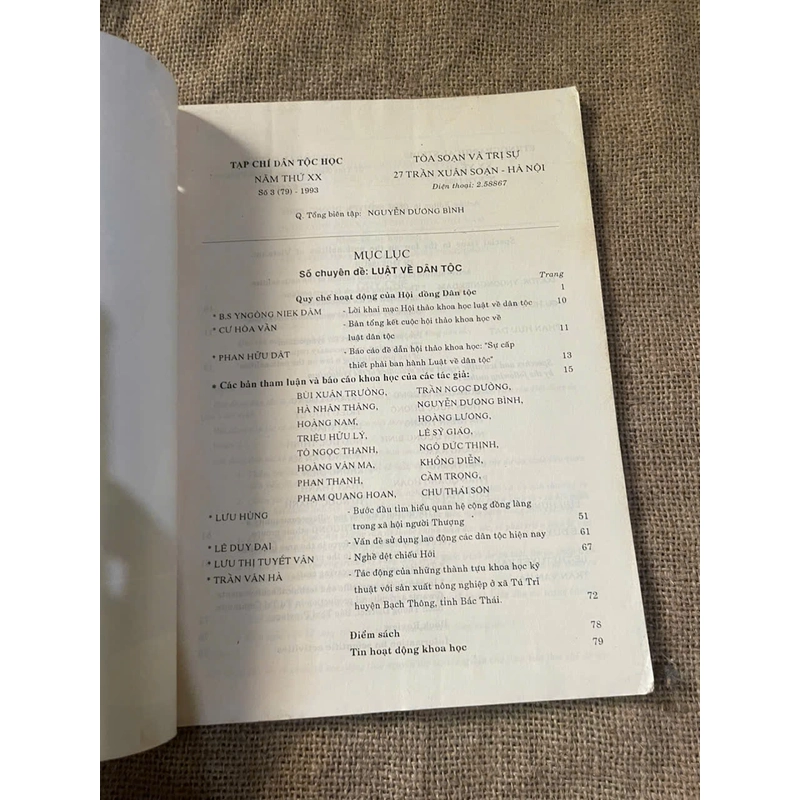 TẠP CHÍ DÂN TỘC HỌC
NĂM THỨ XX
Số 3 (79) - 1993
TÒA SOẠN VÀ TRỊ SỰ
27 TRẦN XUÂN SOẠN - HÀ NỘI
Điện thoại: 2.58867
Q. Tổng biên tập: NGUYỄN DƯƠNG BÌNH
MỤC LỤC
Số chuyên đề: LUẬT VỀ DÂN TỘC
Trang
Quy chế hoạt động của Hội đồng Dân tộc 1
* B.S YNGÔNG NIEK DĂM - Lời khai mạc Hội thảo khoa học luật về dân tộc 10
* CƯ HÒA VẦN - Bản tổng kết cuộc hội thảo khoa học về
luật dân tộc 11
* PHAN HỮU DẬT - Báo cáo đề dẫn hội thảo khoa học: "Sự cấp
thiết phải ban hành Luật về dân tộc" 13
* Các bản tham luận và báo cáo khoa học của các tác giả: 15
BÙI XUÂN TRƯỜNG, TRẦN NGỌC ĐƯỜNG,
HÀ NHÂN THĂNG, NGUYỄN DƯƠNG BÌNH,
HOÀNG NAM, HOÀNG LƯƠNG,
TRIỆU HỮU LÝ, LÊ SỸ GIÁO,
TÔ NGỌC THANH, NGÔ ĐỨC THỊNH,
HOÀNG VĂN MA, KHỔNG DIỄN,
PHAN THANH, CẦM TRỌNG,
PHẠM QUANG HOAN, CHU THÁI SƠN
* LƯU HÙNG - Bước đầu tìm hiểu quan hệ cộng đồng làng
trong xã hội người Thượng 51
* LÊ DUY ĐẠI - Vấn đề sử dụng lao động các dân tộc hiện nay 61
* LƯU THỊ TUYẾT VÂN - Nghề dệt chiếu Hới 67
* TRẦN VĂN HÀ - Tác động của những thành tựu khoa học kỹ
thuật với sản xuất nông nghiệp ở xã Tú Trĩ
huyện Bạch Thông, tỉnh Bắc Thái. 72
Điểm sách 78
Tin hoạt động khoa học 79